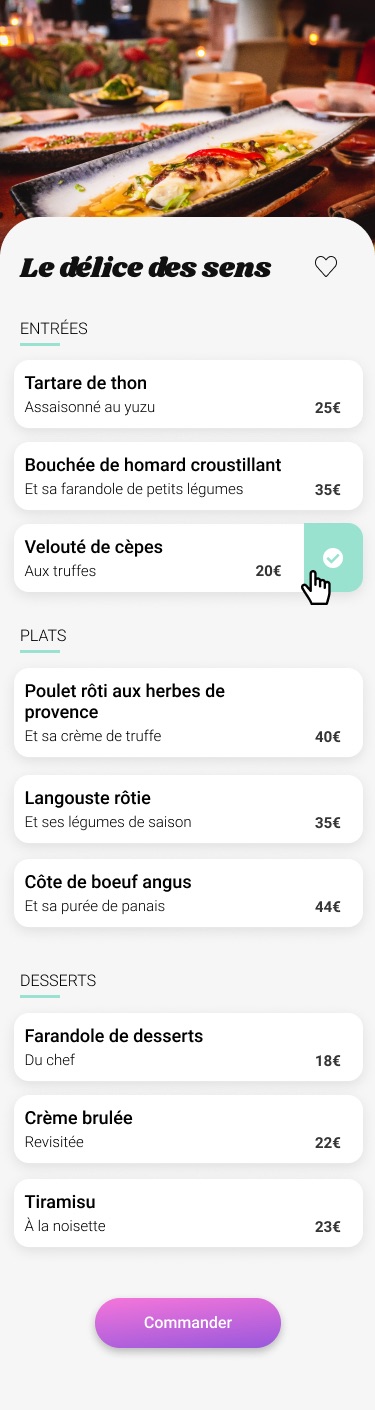 Le délice des sens
ENTRÉES
Tartare de thon
Assaisonné au yuzu
25€
Bouchée de homard croustillant
Et sa farandole de petits légumes
35€
Velouté de cèpes
Aux truffes
20€
PLATS
Poulet rôti aux herbes de
provence
Et sa crème de truffe
40€
Langouste rôtie
Et ses légumes de saison
35€
Côte de boeuf angus
Et sa purée de panais
44€
DESSERTS
Farandole de desserts
Du chef
18€
Crème brulée
Revisitée
22€
Tiramisu
À la noisette
23€
Commander